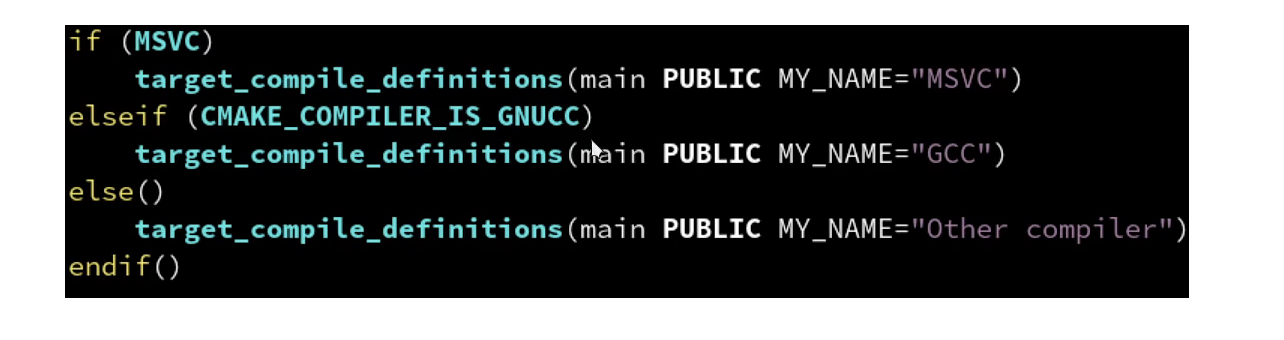 if (MSVC)
    target_compile_definitions(main PUBLIC MY_NAME="MSVC")
elseif (CMAKE_COMPILER_IS_GNUCC)
    target_compile_definitions(main PUBLIC MY_NAME="GCC")
else()
    target_compile_definitions(main PUBLIC MY_NAME="Other compiler")
endif()